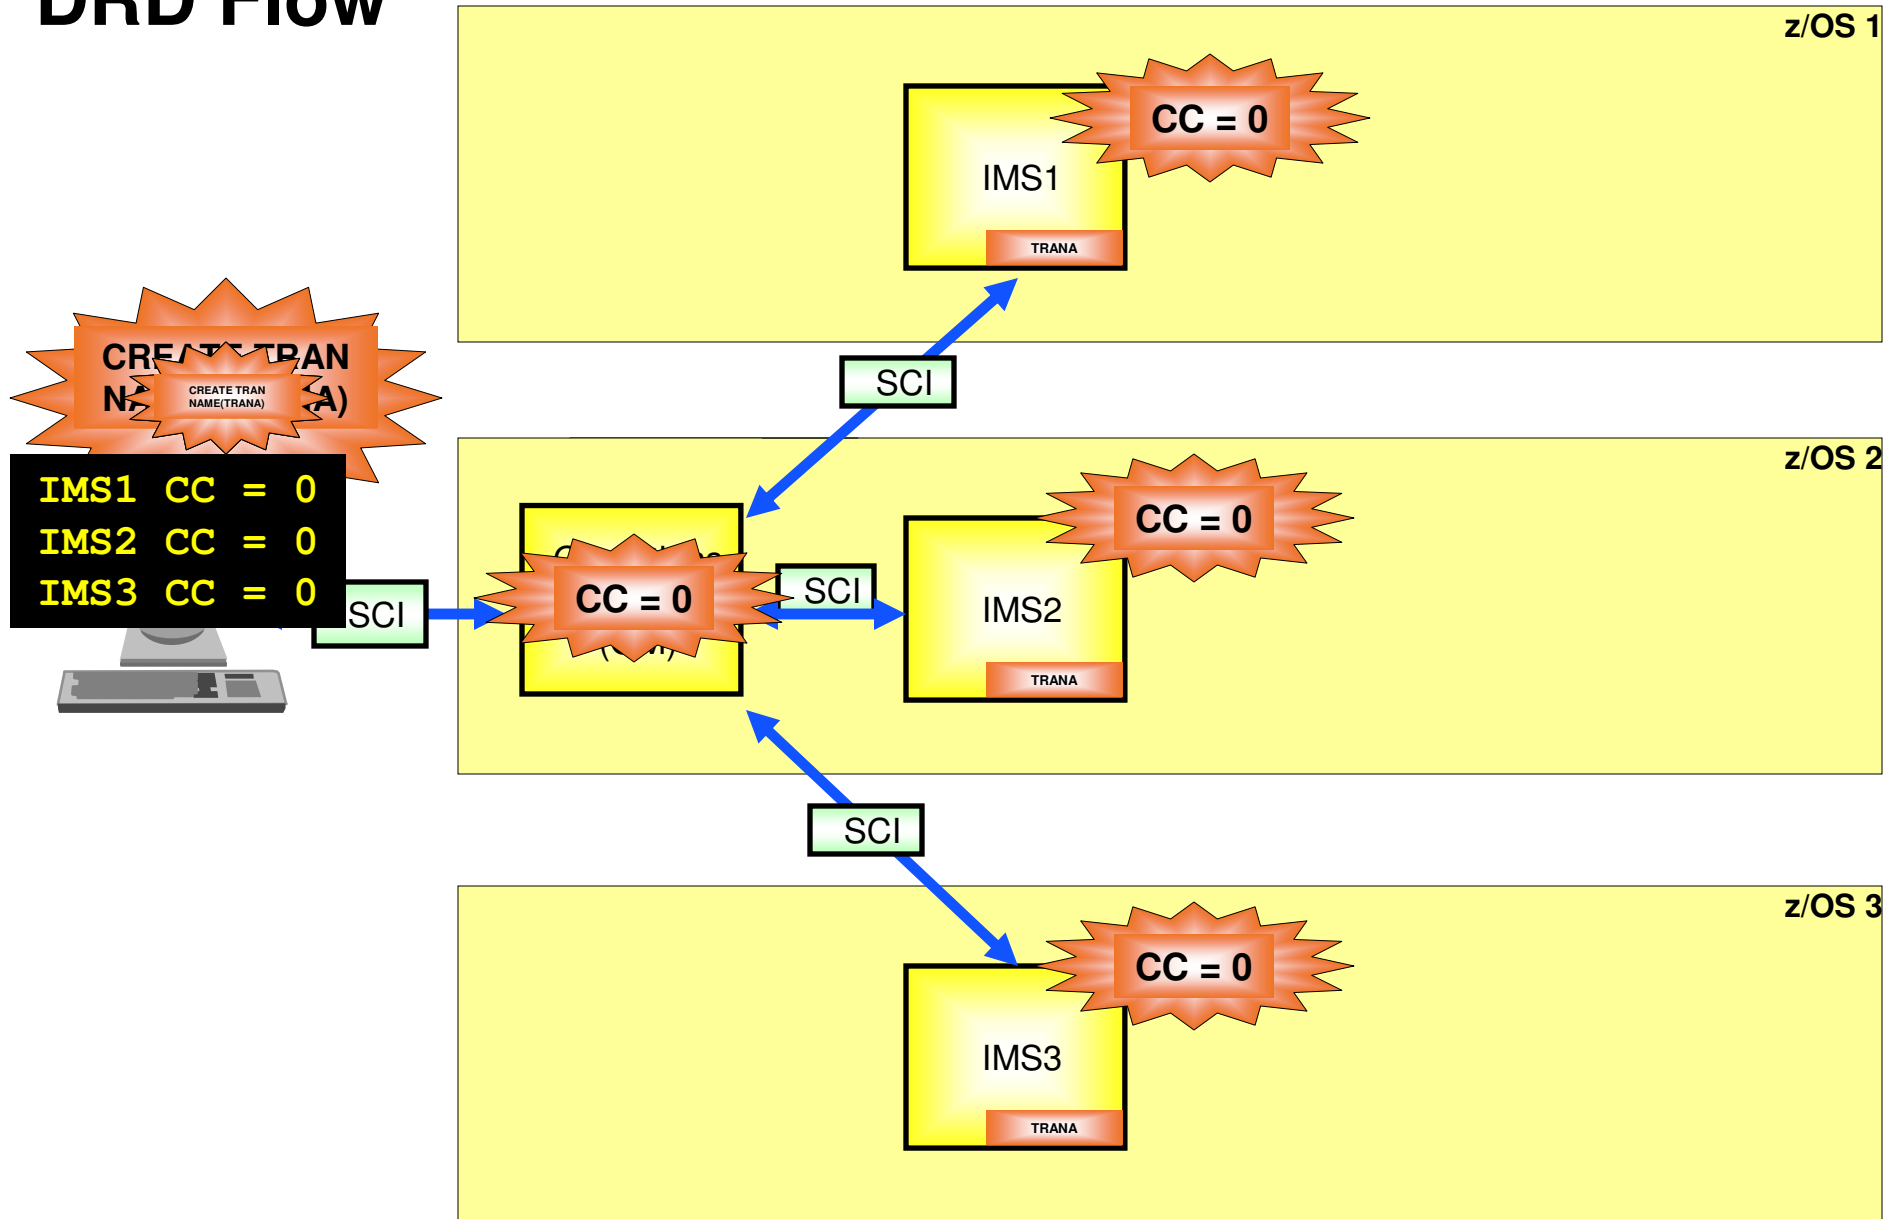 DRD Flow
z/OS 1
CC = 0
IMS1
TRANA
SCI
CREATE TRAN
CREATE TRAN
NAME(TRANA)
z/OS 2
IMS1 CC = 0
IMS2 CC = 0
IMS3 CC = 0
SCI
CC = 0
SCI
CC = 0
IMS2
TRANA
SCI
z/OS 3
CC = 0
IMS3
TRANA